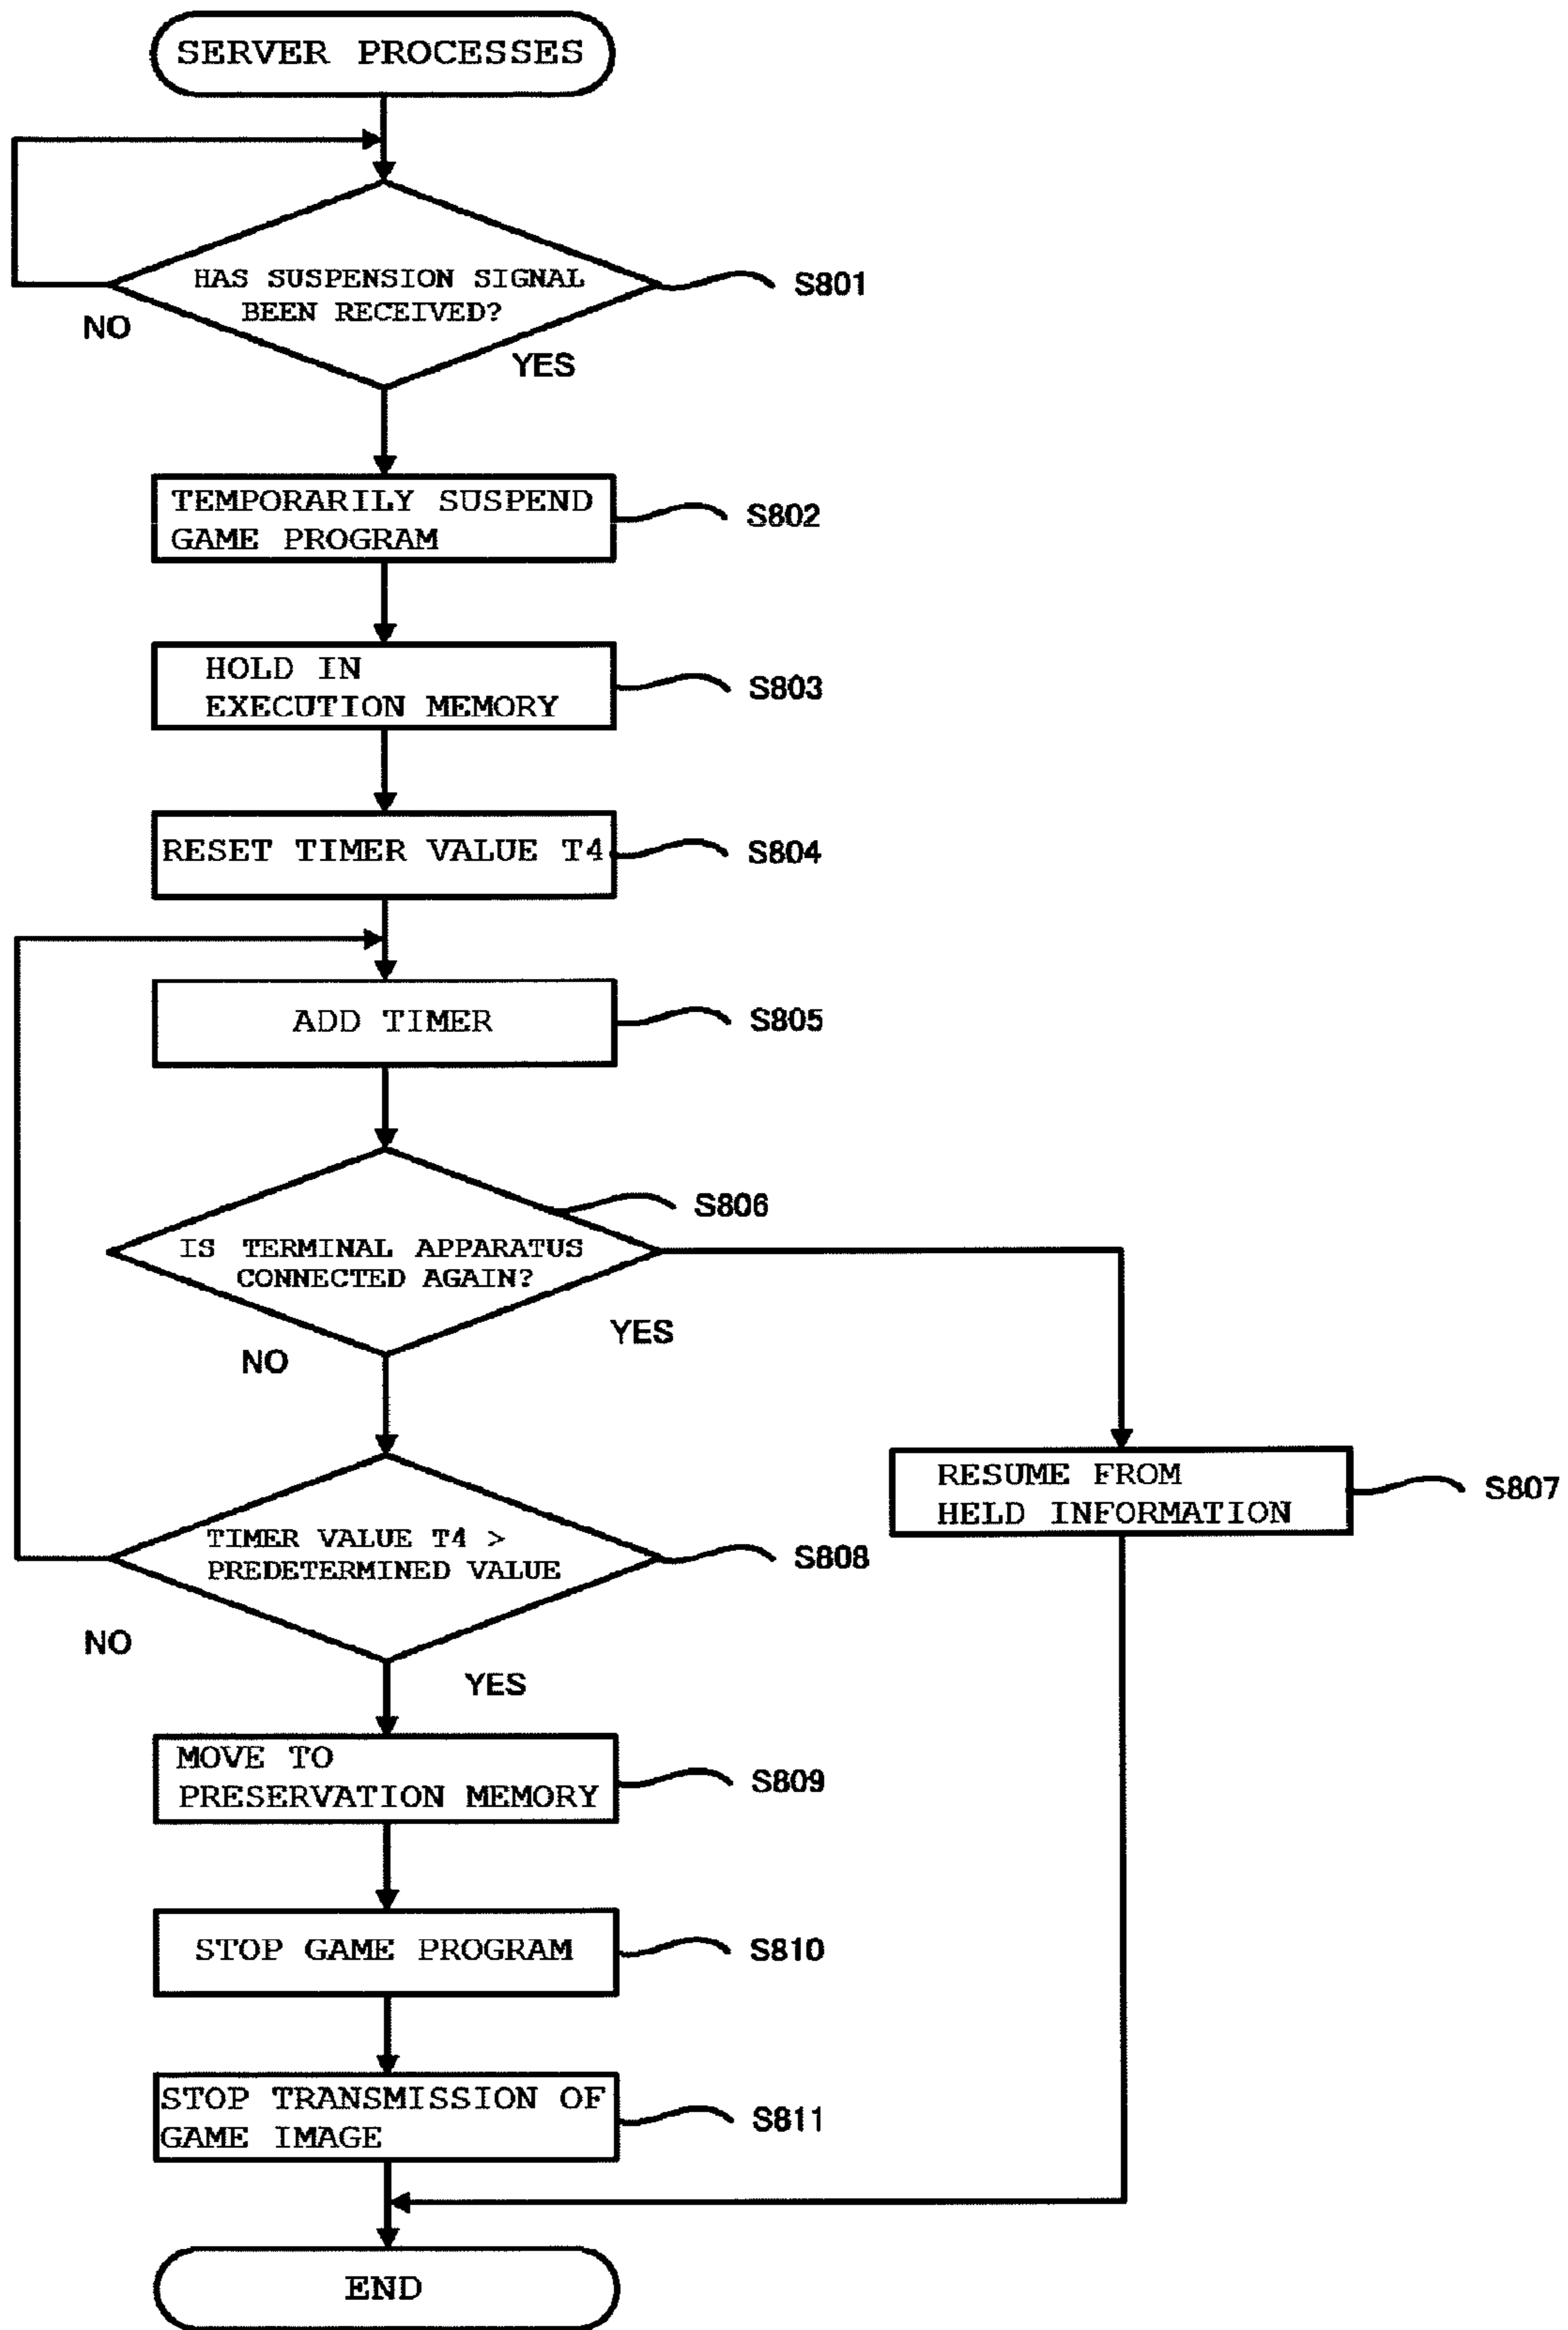 SERVER PROCESSES
HAS SUSPENSION SIGNAL
BEEN RECEIVED?
S801
NO
YES
TEMPORARILY SUSPEND
GAME PROGRAM
S802
HOLD IN
EXECUTION MEMORY
S803
RESET TIMER VALUE T4
S804
ADD TIMER
S805
S806
IS TERMINAL APPARATUS
CONNECTED AGAIN?
YES
NO
RESUME FROM
HELD INFORMATION
S807
TIMER VALUE T4 >
PREDETERMINED VALUE
S808
NO
YES
MOVE TO
PRESERVATION MEMORY
S809
STOP GAME PROGRAM
S810
STOP TRANSMISSION OF
GAME IMAGE
S811
END